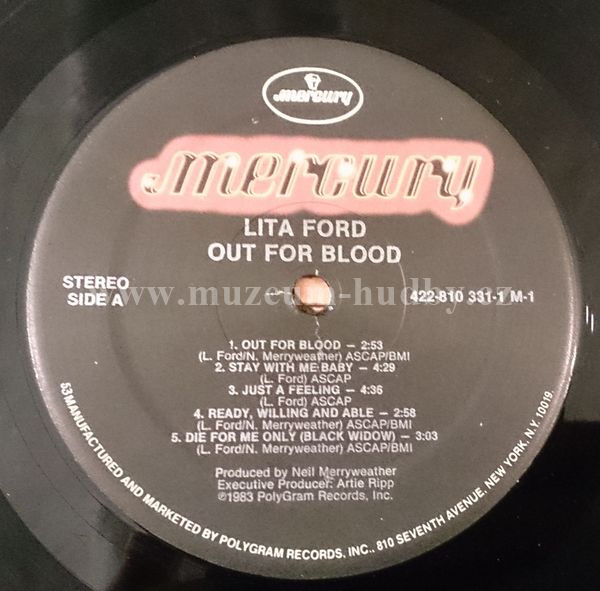 mercury
mercury
LITA FORD
OUT FOR BLOOD
STEREO
SIDE A
422-810 331-1 M-1
www.muzeum-hudby.cz
1. OUT FOR BLOOD — 2:53
(L. Ford/N. Merryweather) ASCAP/BMI
2. STAY WITH ME BABY — 4:29
(L. Ford) ASCAP
3. JUST A FEELING — 4:36
(L. Ford) ASCAP
4. READY, WILLING AND ABLE — 2:58
(L. Ford/N. Merryweather) ASCAP/BMI
5. DIE FOR ME ONLY (BLACK WIDOW) — 3:03
(L. Ford/N. Merryweather) ASCAP/BMI
Produced by Neil Merryweather
Executive Producer: Artie Ripp
℗1983 PolyGram Records, Inc.
53 MANUFACTURED AND MARKETED BY POLYGRAM RECORDS, INC., 810 SEVENTH AVENUE, NEW YORK, N.Y. 10019.